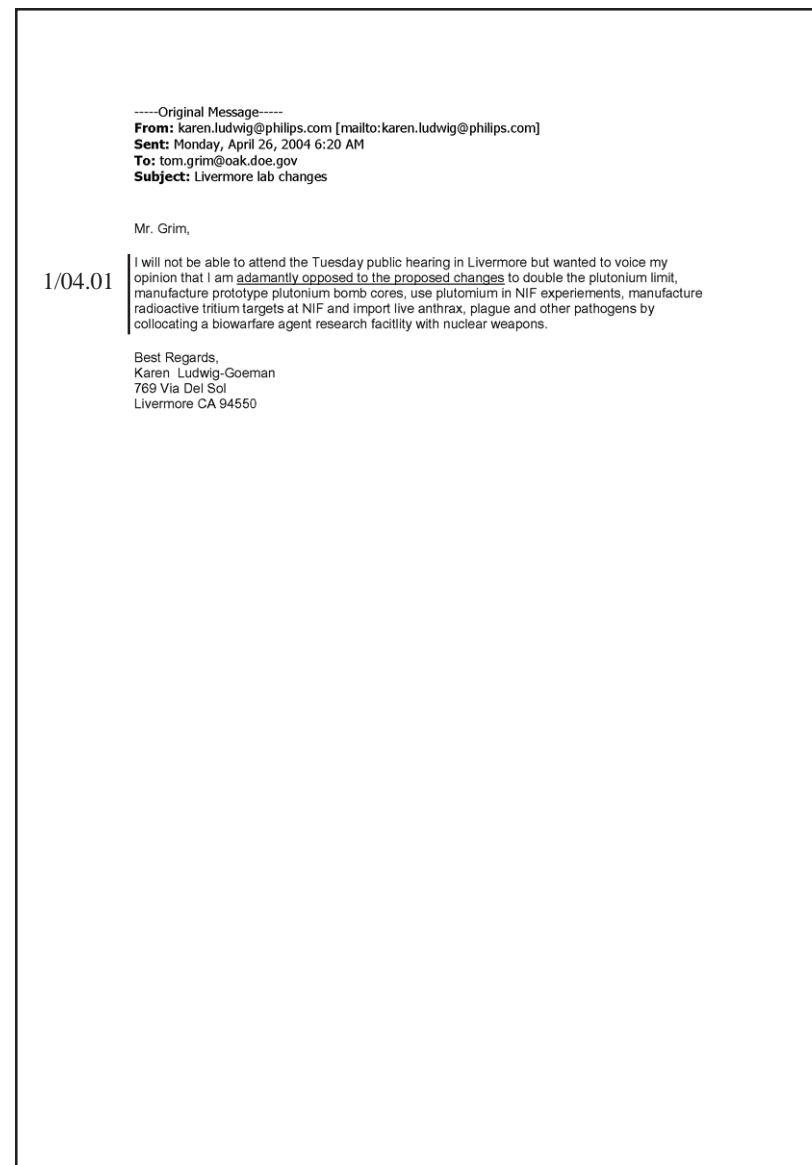 -----Original Message-----
From: karen.ludwig@philips.com [mailto:karen.ludwig@philips.com]
Sent: Monday, April 26, 2004 6:20 AM
To: tom.grim@oak.doe.gov
Subject: Livermore lab changes
Mr. Grim,
I will not be able to attend the Tuesday public hearing in Livermore but wanted to voice my
1/04.01 opinion that I am adamantly opposed to the proposed changes to double the plutonium limit,
manufacture prototype plutonium bomb cores, use plutomium in NIF experiements, manufacture
radioactive tritium targets at NIF and import live anthrax, plague and other pathogens by
collocating a biowarfare agent research facitlity with nuclear weapons.
Best Regards,
Karen Ludwig-Goeman
769 Via Del Sol
Livermore CA 94550